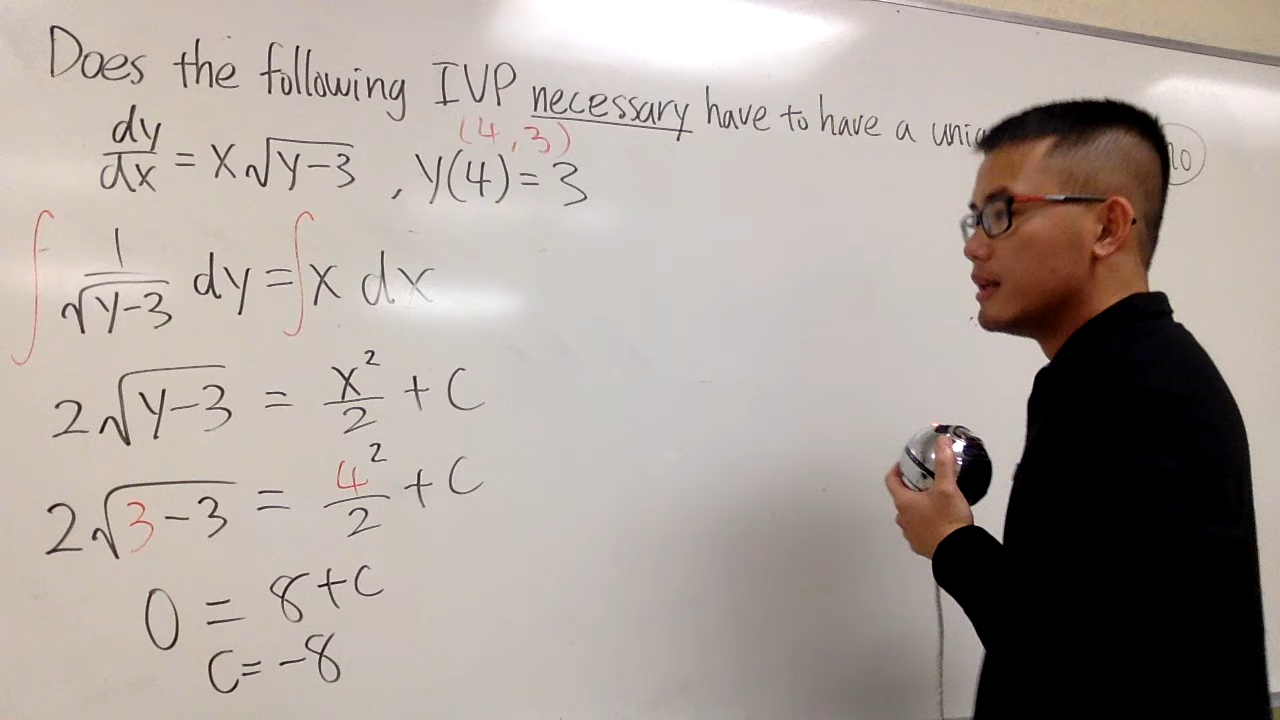 Does the following IVP necessary have to have a
(4,3)
dy/dx = x√(y-3) , y(4) = 3
∫ 1/√(y-3) dy = ∫ x dx
2√(y-3) = x²/2 + C
2√(3-3) = 4²/2 + C
0 = 8+C
C = -8